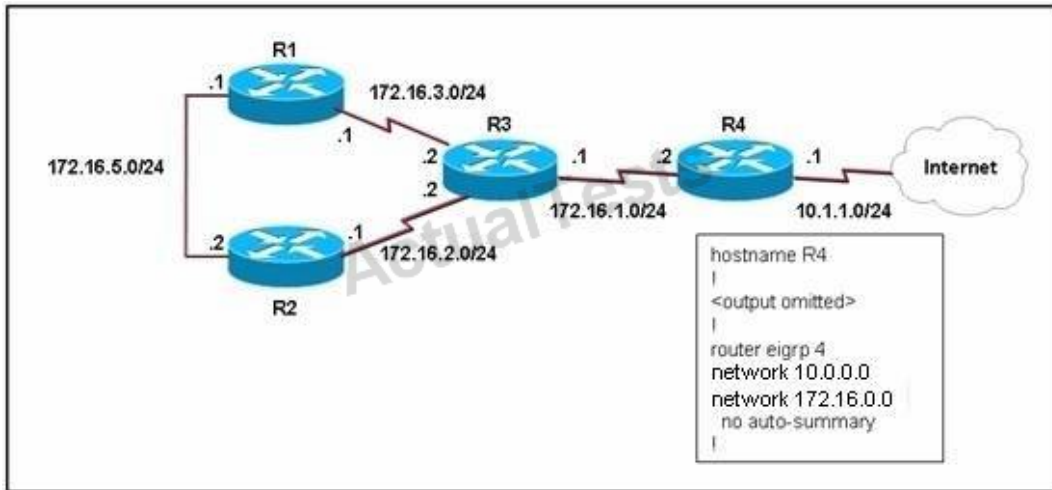 R1
.1
172.16.3.0/24
.1
R3
R4
172.16.5.0/24
.2
.1
.2
.1
Internet
.2
172.16.1.0/24
10.1.1.0/24
.2
.1
172.16.2.0/24
R2
ActualTests
hostname R4
!
<output omitted>
!
router eigrp 4
network 10.0.0.0
network 172.16.0.0
no auto-summary
!